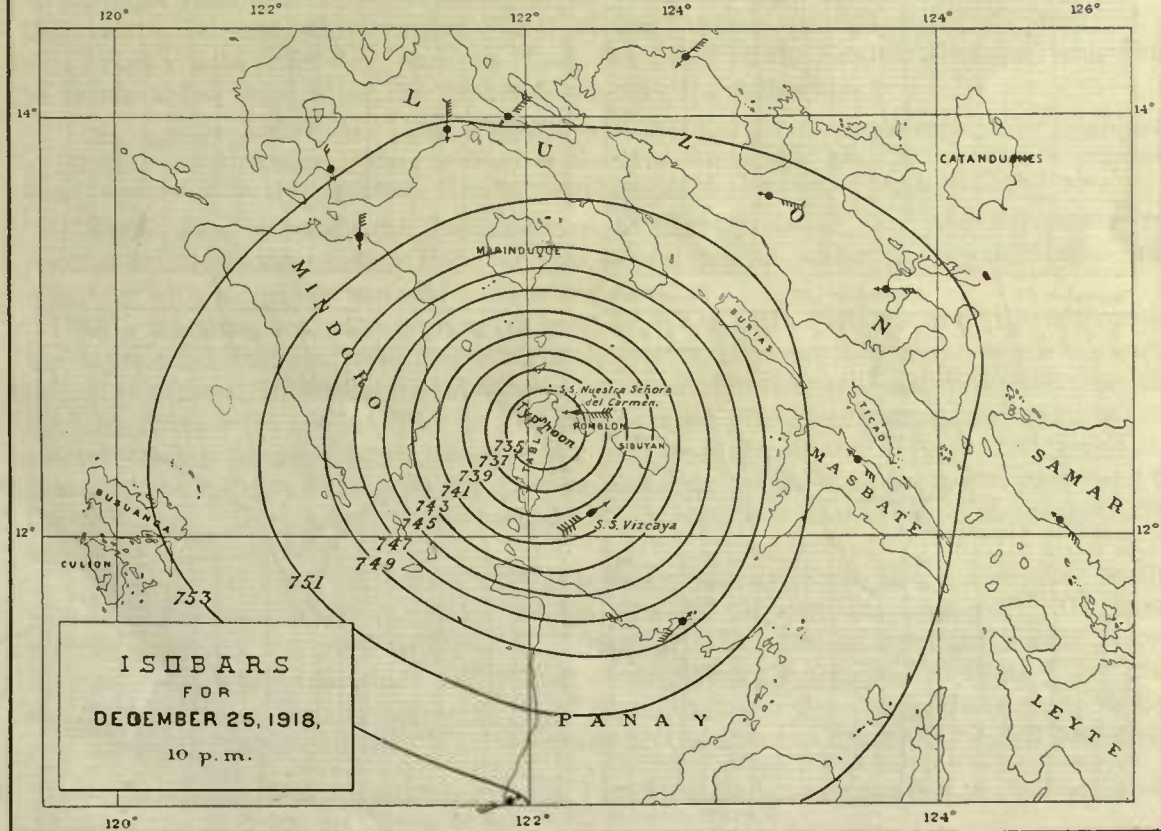 120° 122° 122° 124° 124° 126°
14° 14°
L U Z O N
CATANDUANES
MARINDUQUE
MINDORO
BURIAS
S.S. Nuestra Señora
del Carmen.
Typhoon
ROMBLON
SIBUYAN
TABLAS
TICAO
MASBATE
SAMAR
735
737
739
741
743
745
747
749
751
753
S.S. Vizcaya
BUSUANGA
12° 12°
CULION
ISOBARS
FOR
DECEMBER 25, 1918,
10 p.m.
PANAY
LEYTE
120° 122° 124°